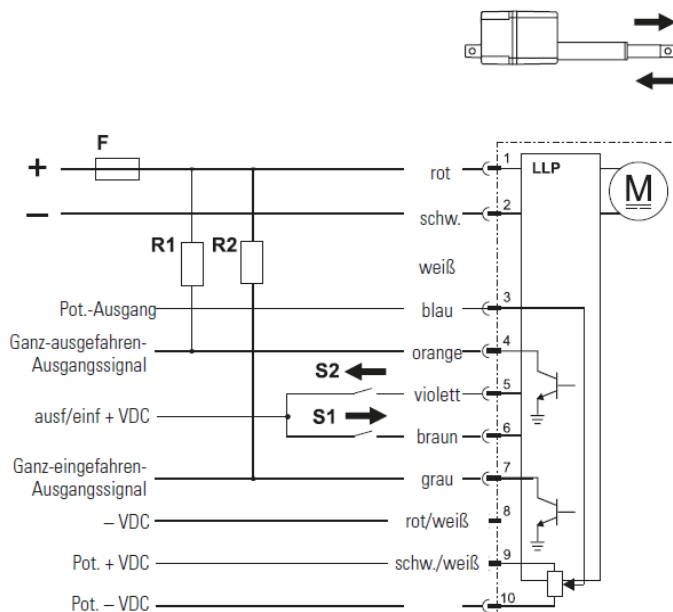 F
+
rot
1
LLP
M
–
schw.
2
R1
R2
weiß
Pot.-Ausgang
blau
3
Ganz-ausgefahren-
Ausgangssignal
orange
4
S2
violett
5
ausf/einf + VDC
S1
braun
6
Ganz-eingefahren-
Ausgangssignal
grau
7
– VDC
rot/weiß
8
Pot. + VDC
schw./weiß
9
Pot. – VDC
10